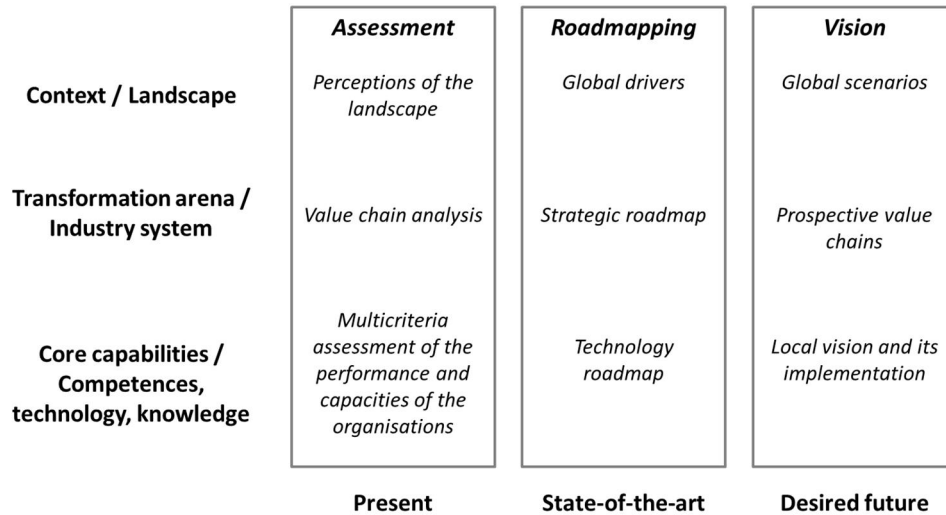 Assessment
Roadmapping
Vision
Context / Landscape
Perceptions of the
landscape
Global drivers
Global scenarios
Transformation arena /
Industry system
Value chain analysis
Strategic roadmap
Prospective value
chains
Core capabilities /
Competences,
technology, knowledge
Multicriteria
assessment of the
performance and
capacities of the
organisations
Technology
roadmap
Local vision and its
implementation
Present
State-of-the-art
Desired future